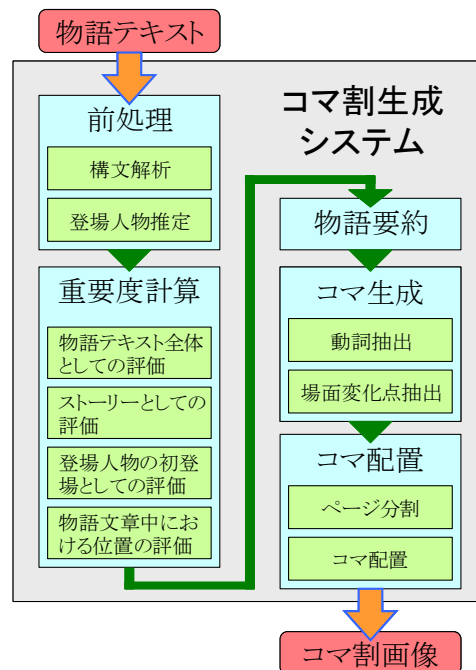 物語テキスト
コマ割生成
システム
前処理
構文解析
登場人物推定
重要度計算
物語テキスト全体
としての評価
ストーリーとしての
評価
登場人物の初登
場としての評価
物語文章中にお
ける位置の評価
物語要約
コマ生成
動詞抽出
場面変化点抽出
コマ配置
ページ分割
コマ配置
コマ割画像